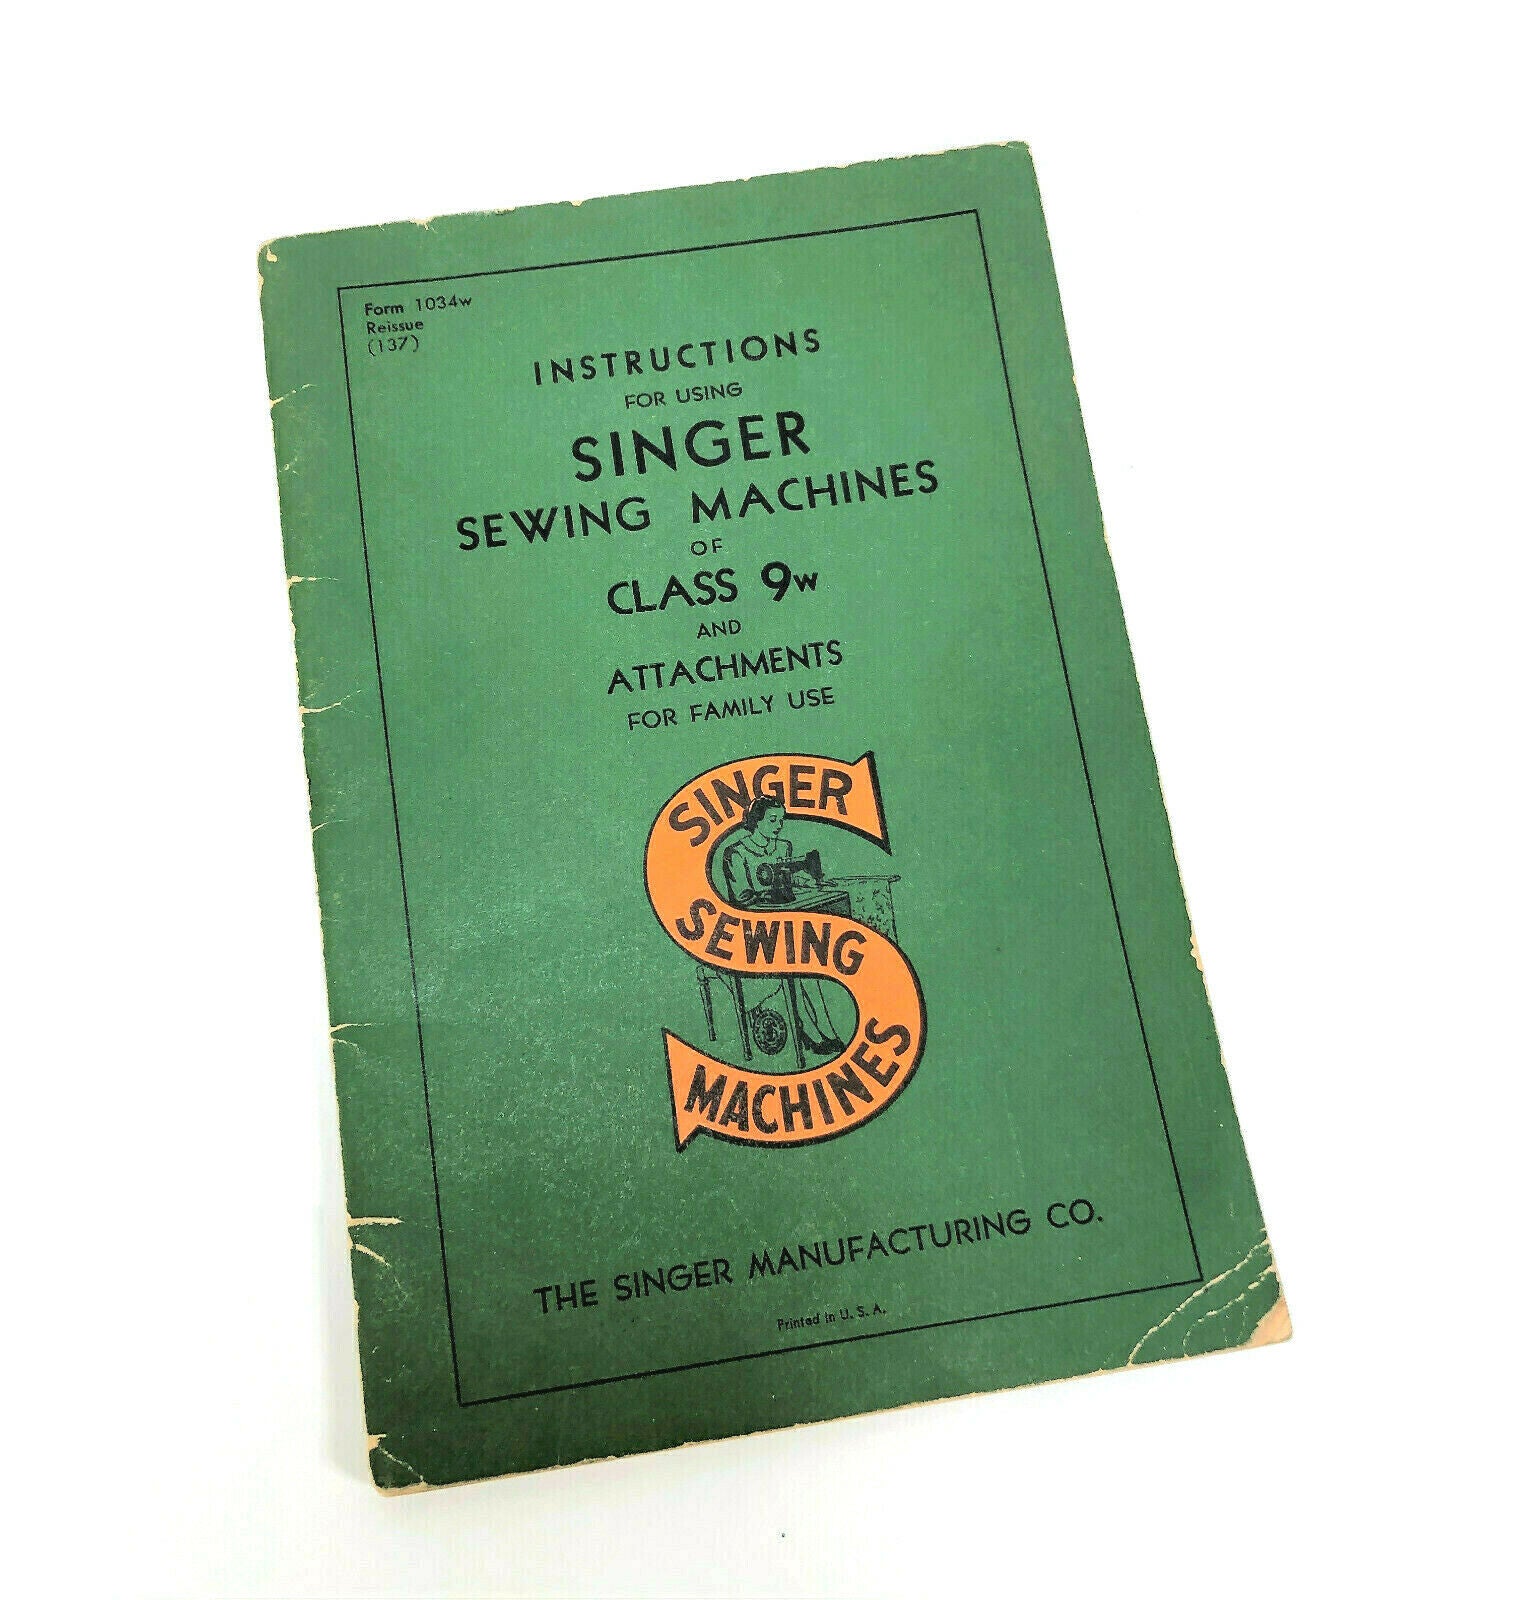 Form 1034w
Reissue
(137)
INSTRUCTIONS
FOR USING
SINGER
SEWING MACHINES
OF
CLASS 9w
AND
ATTACHMENTS
FOR FAMILY USE
SINGER
SEWING
MACHINES
THE SINGER MANUFACTURING CO.
Printed in U. S. A.